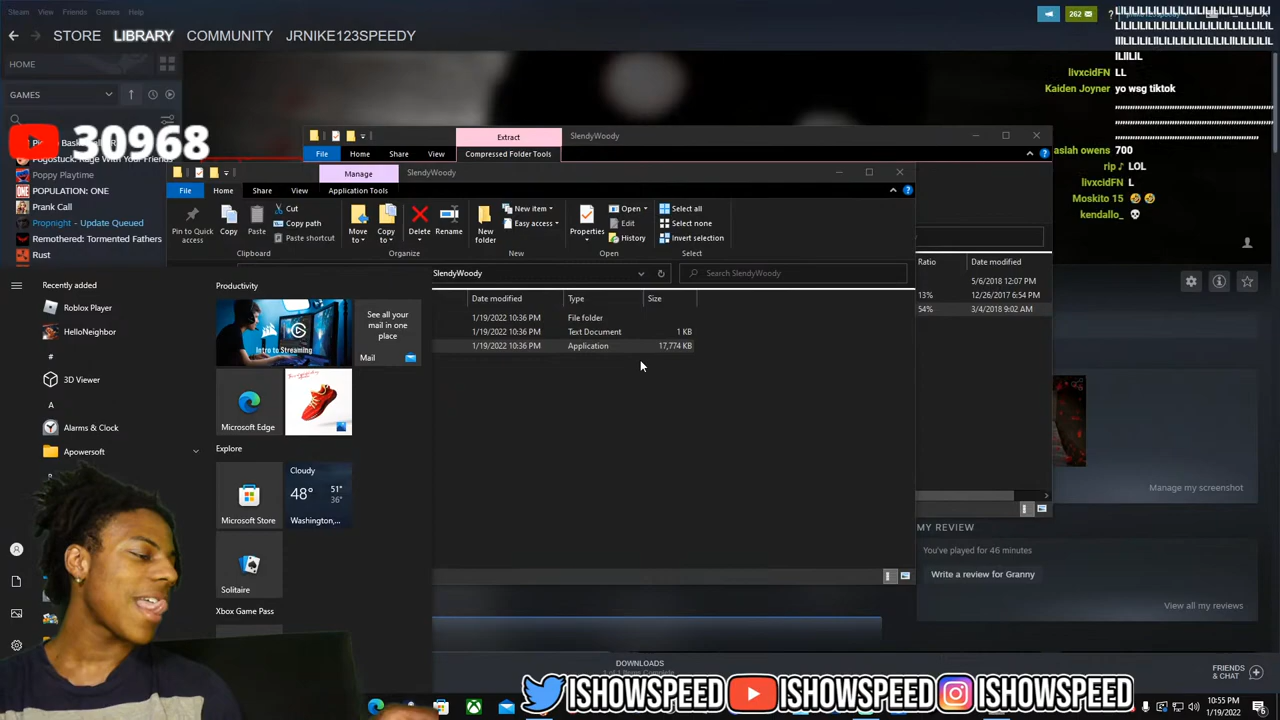 Steam View Friends Games Help
262
STORE LIBRARY COMMUNITY JRNIKE123SPEEDY
HOME
GAMES
30968
Pogostuck: Rage With Your Friends
Poppy Playtime
POPULATION: ONE
Prank Call
Propnight - Update Queued
Remothered: Tormented Fathers
Rust
livxcidFN LL
Kaiden Joyner yo wsg tiktok
asiah owens 700
rip LOL
livxcidFN L
Moskito 15 🤣 🤣
kendallo_ 💀
Extract SlendyWoody
File Home Share View Compressed Folder Tools
Manage SlendyWoody
File Home Share View Application Tools
Pin to Quick access
Copy
Paste
Cut
Copy path
Paste shortcut
Clipboard
Move to
Copy to
Delete
Rename
Organize
New folder
New item
Easy access
New
Properties
Open
Edit
History
Open
Select all
Select none
Invert selection
Select
SlendyWoody
Search SlendyWoody
Date modified Type Size
1/19/2022 10:36 PM File folder
1/19/2022 10:36 PM Text Document 1 KB
1/19/2022 10:36 PM Application 17,774 KB
Ratio Date modified
5/6/2018 12:07 PM
13% 12/26/2017 6:54 PM
54% 3/4/2018 9:02 AM
Recently added
Roblox Player
HelloNeighbor
#
3D Viewer
A
Alarms & Clock
Apowersoft
Productivity
Intro to Streaming
See all your mail in one place
Mail
Microsoft Edge
Explore
Microsoft Store
Cloudy
48° 51° 36°
Washington,...
Solitaire
Xbox Game Pass
Manage my screenshot
MY REVIEW
You've played for 46 minutes
Write a review for Granny
View all my reviews
DOWNLOADS
FRIENDS & CHAT
ISHOWSPEED ISHOWSPEED ISHOWSPEED
10:55 PM
1/19/2022
6